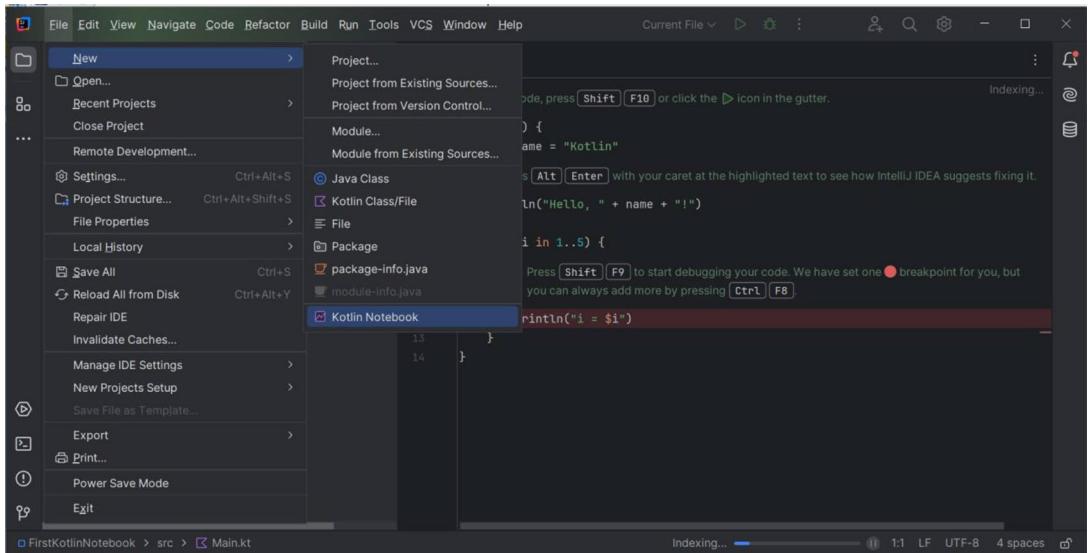 File Edit View Navigate Code Refactor Build Run Tools VCS Window Help Current File
New
Open...
Recent Projects
Close Project
Remote Development...
Settings... Ctrl+Alt+S
Project Structure... Ctrl+Alt+Shift+S
File Properties
Local History
Save All Ctrl+S
Reload All from Disk Ctrl+Alt+Y
Repair IDE
Invalidate Caches...
Manage IDE Settings
New Projects Setup
Save File as Template...
Export
Print...
Power Save Mode
Exit
Project...
Project from Existing Sources...
Project from Version Control...
Module...
Module from Existing Sources...
Java Class
Kotlin Class/File
File
Package
package-info.java
module-info.java
Kotlin Notebook
Indexing...
ode, press Shift F10 or click the icon in the gutter.
) {
ame = "Kotlin"
s Alt Enter with your caret at the highlighted text to see how IntelliJ IDEA suggests fixing it.
ln("Hello, " + name + "!")
i in 1..5) {
Press Shift F9 to start debugging your code. We have set one breakpoint for you, but
you can always add more by pressing Ctrl F8.
rintln("i = $i")
13 }
14 }
FirstKotlinNotebook > src > Main.kt Indexing... 1:1 LF UTF-8 4 spaces